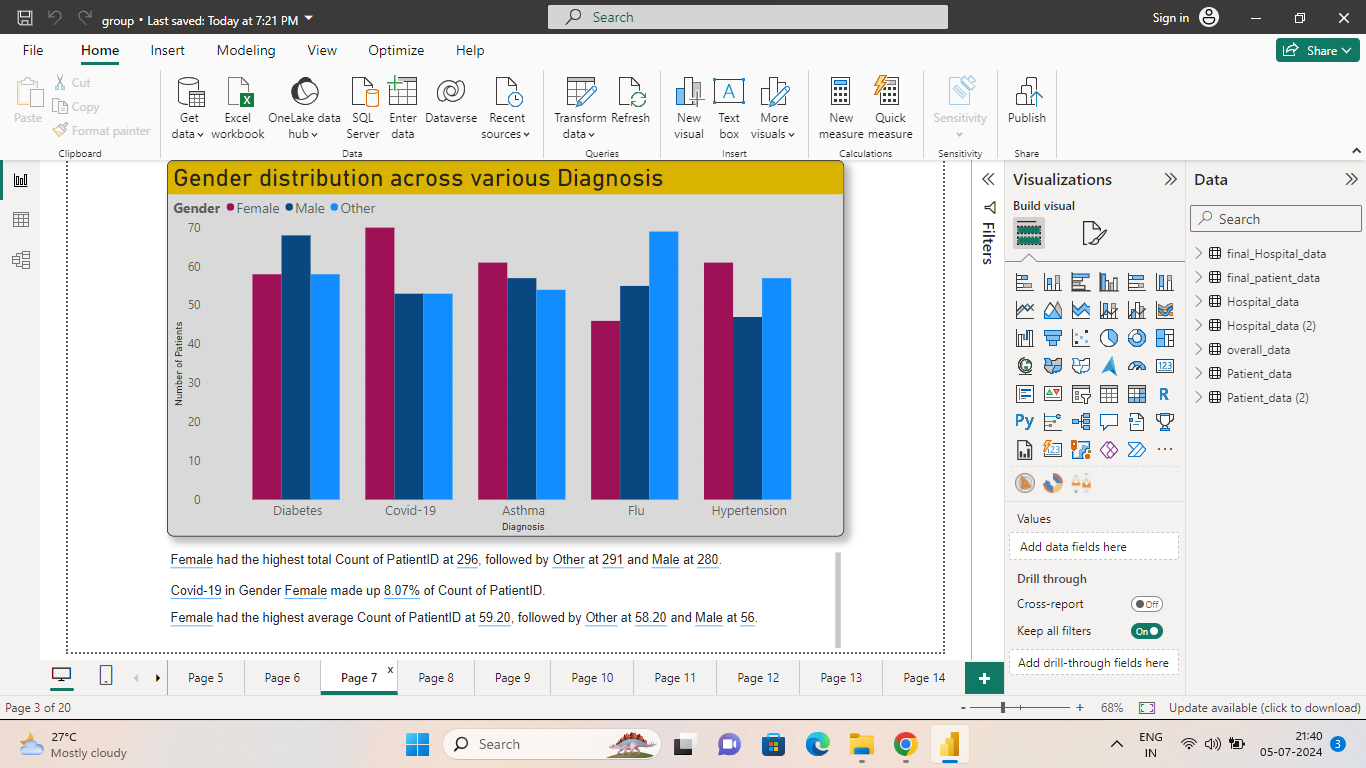 group • Last saved: Today at 7:21 PM
Search
Sign in
File Home Insert Modeling View Optimize Help
Share
Paste
Cut
Copy
Format painter
Clipboard
Get data
Excel workbook
OneLake data hub
SQL Server
Enter data
Dataverse
Recent sources
Data
Transform data
Refresh
Queries
New visual
Text box
More visuals
Insert
New measure
Quick measure
Calculations
Sensitivity
Sensitivity
Publish
Share
Gender distribution across various Diagnosis
Gender Female Male Other
Number of Patients
70
60
50
40
30
20
10
0
Diabetes Covid-19 Asthma Flu Hypertension
Diagnosis
Female had the highest total Count of PatientID at 296, followed by Other at 291 and Male at 280.
Covid-19 in Gender Female made up 8.07% of Count of PatientID.
Female had the highest average Count of PatientID at 59.20, followed by Other at 58.20 and Male at 56.
Filters
Visualizations
Build visual
123
R
Py
123
Values
Add data fields here
Drill through
Cross-report
Off
Keep all filters
On
Add drill-through fields here
Data
Search
final_Hospital_data
final_patient_data
Hospital_data
Hospital_data (2)
overall_data
Patient_data
Patient_data (2)
Page 5 Page 6 Page 7 x Page 8 Page 9 Page 10 Page 11 Page 12 Page 13 Page 14 +
Page 3 of 20
- + 68%
Update available (click to download)
27°C
Mostly cloudy
Search
ENG
IN
21:40
05-07-2024
3